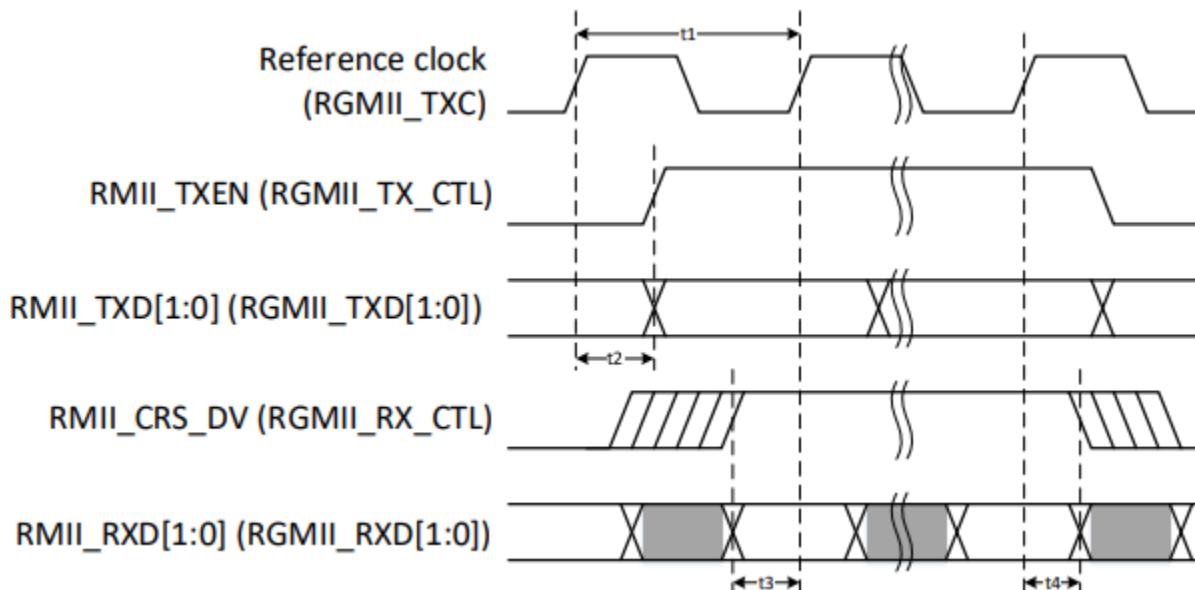 t1
Reference clock
(RGMII_TXC)
RMII_TXEN (RGMII_TX_CTL)
RMII_TXD[1:0] (RGMII_TXD[1:0])
t2
RMII_CRS_DV (RGMII_RX_CTL)
RMII_RXD[1:0] (RGMII_RXD[1:0])
t3
t4